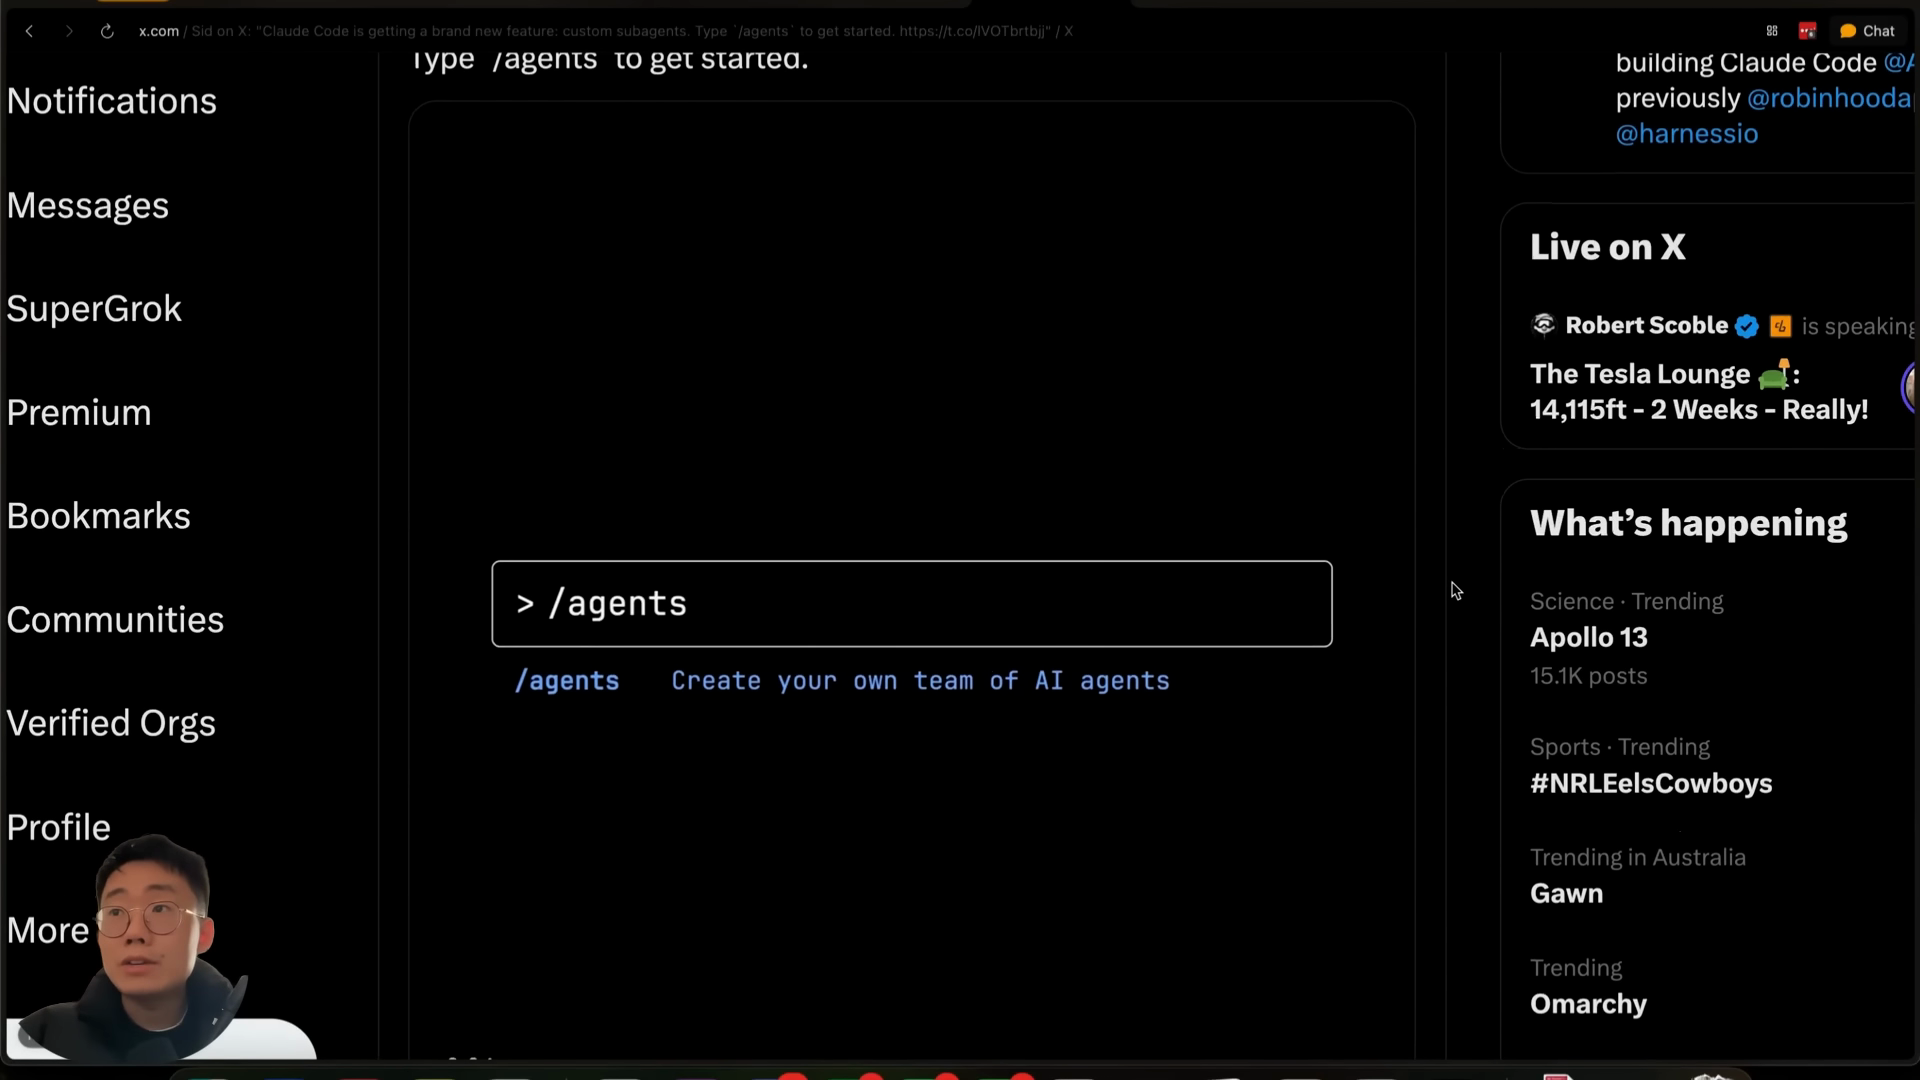 x.com / Sid on X: "Claude Code is getting a brand new feature: custom subagents. Type `/agents` to get started. https://t.co/IVOTbrtbjj" / X
Chat
Notifications
Messages
SuperGrok
Premium
Bookmarks
Communities
Verified Orgs
Profile
More
Type `/agents` to get started.
> /agents
/agents Create your own team of AI agents
building Claude Code
previously @robinhooda
@harnessio
Live on X
Robert Scoble is speaking
The Tesla Lounge :
14,115ft - 2 Weeks - Really!
What's happening
Science · Trending
Apollo 13
15.1K posts
Sports · Trending
#NRLEelsCowboys
Trending in Australia
Gawn
Trending
Omarchy